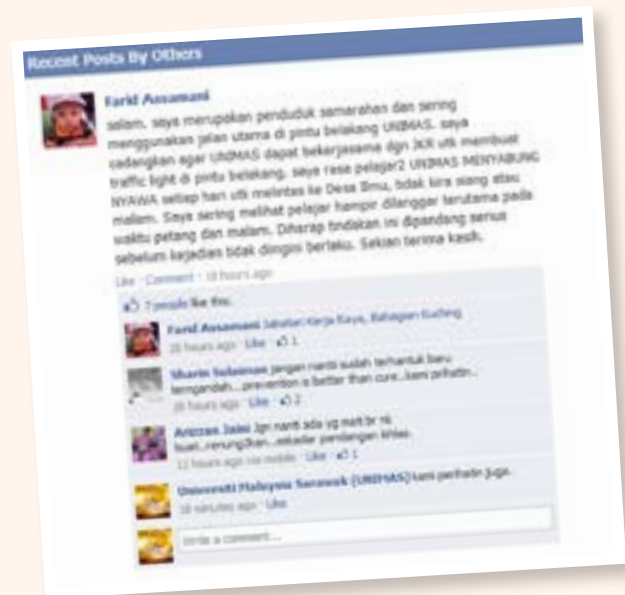 Recent Posts By Others
Farid Assamani
salam, saya merupakan penduduk samarahan dan sering
menggunakan jalan utama di pintu belakang UNIMAS. saya
cadangkan agar UNIMAS dapat bekerjasama dgn JKR utk membuat
traffic light di pintu belakang. saya rasa pelajar2 UNIMAS MENYABUNG
NYAWA setiap hari utk melintas ke Desa Ilmu, tidak kira siang atau
malam. Saya sering melihat pelajar hampir dilanggar terutama pada
waktu petang dan malam. Diharap tindakan ini dipandang serius
sebelum kejadian tidak diingini berlaku. Sekian terima kasih.
Like · Comment · 18 hours ago
7 people like this.
Farid Assamani Jabatan Kerja Raya, Bahagian Kuching
18 hours ago · Like · 1
Sharin Sulaiman jangan nanti sudah terhantuk baru
terngandah...prevention is better than cure...kami prihatin..
hours ago · Like · 2
Jaini Jgn nanti ada yg mati br nk
buat..renung2kan..sekadar pandangan ikhlas.
hours ago via mobile · Like · 1
Universiti Malaysia Sarawak (UNIMAS) kami perihatin juga.
minutes ago · Like
Write a comment...